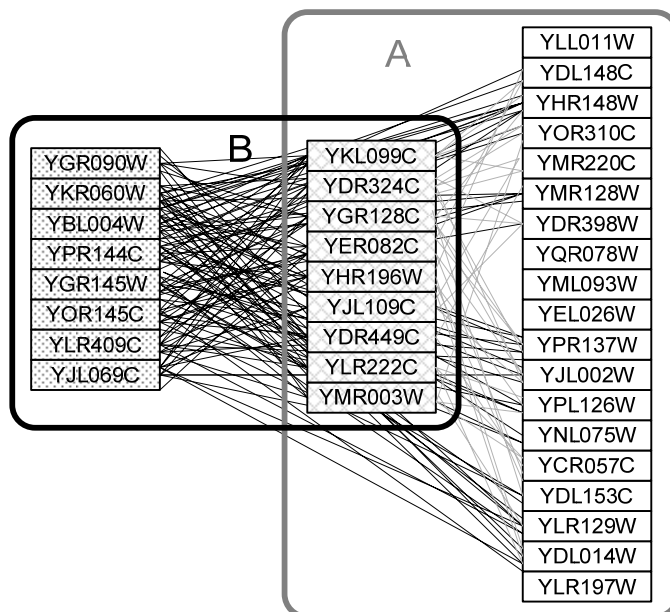 A
B
YGR090W
YKR060W
YBL004W
YPR144C
YGR145W
YOR145C
YLR409C
YJL069C
YKL099C
YDR324C
YGR128C
YER082C
YHR196W
YJL109C
YDR449C
YLR222C
YMR003W
YLL011W
YDL148C
YHR148W
YOR310C
YMR220C
YMR128W
YDR398W
YQR078W
YML093W
YEL026W
YPR137W
YJL002W
YPL126W
YNL075W
YCR057C
YDL153C
YLR129W
YDL014W
YLR197W